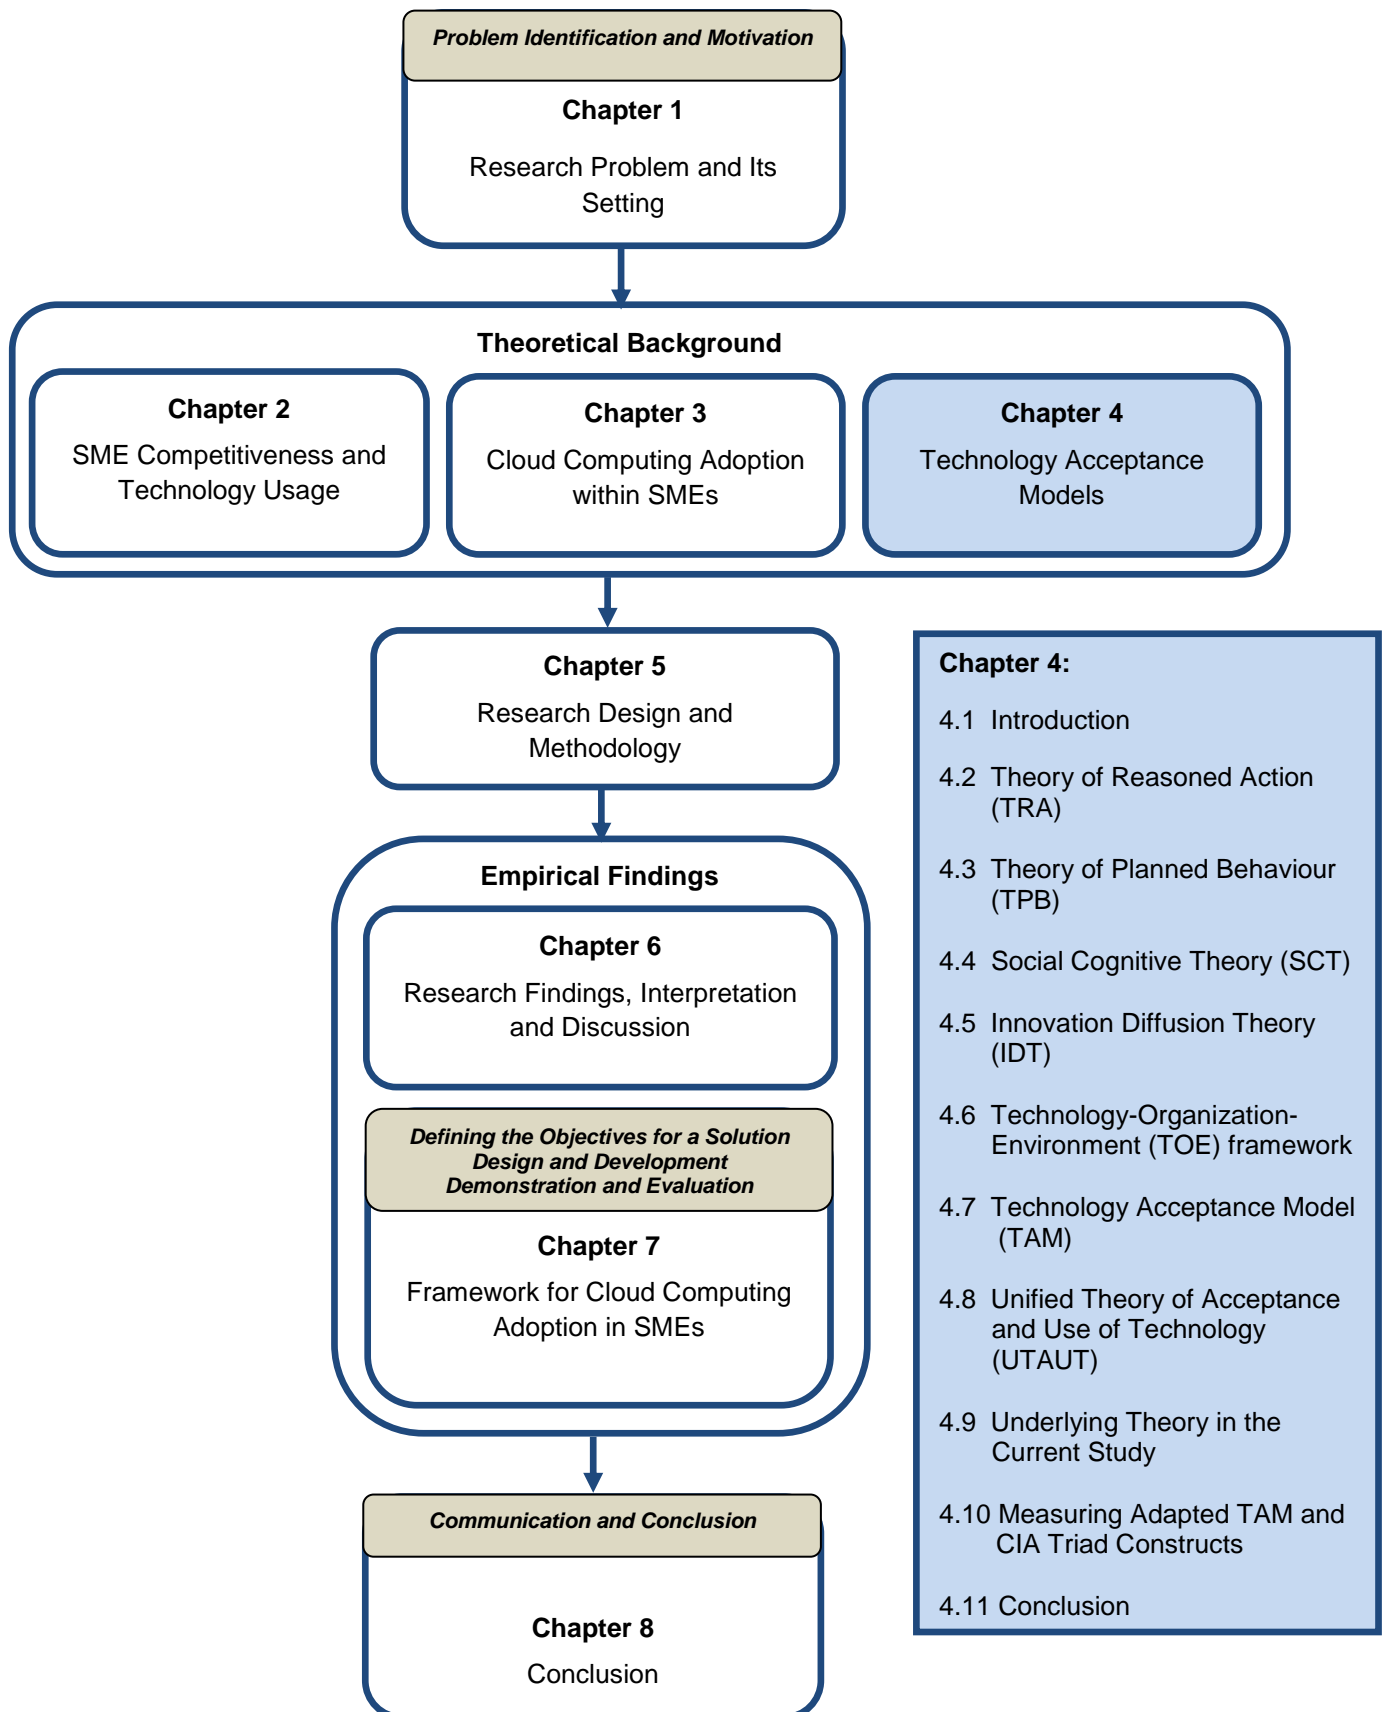 Problem Identification and Motivation
Chapter 1
Research Problem and Its
Setting
Theoretical Background
Chapter 2
SME Competitiveness and
Technology Usage
Chapter 3
Cloud Computing Adoption
within SMEs
Chapter 4
Technology Acceptance
Models
Chapter 5
Research Design and
Methodology
Empirical Findings
Chapter 6
Research Findings, Interpretation
and Discussion
Defining the Objectives for a Solution
Design and Development
Demonstration and Evaluation
Chapter 7
Framework for Cloud Computing
Adoption in SMEs
Communication and Conclusion
Chapter 8
Conclusion
Chapter 4:
4.1 Introduction
4.2 Theory of Reasoned Action
(TRA)
4.3 Theory of Planned Behaviour
(TPB)
4.4 Social Cognitive Theory (SCT)
4.5 Innovation Diffusion Theory
(IDT)
4.6 Technology-Organization-
Environment (TOE) framework
4.7 Technology Acceptance Model
(TAM)
4.8 Unified Theory of Acceptance
and Use of Technology
(UTAUT)
4.9 Underlying Theory in the
Current Study
4.10 Measuring Adapted TAM and
CIA Triad Constructs
4.11 Conclusion